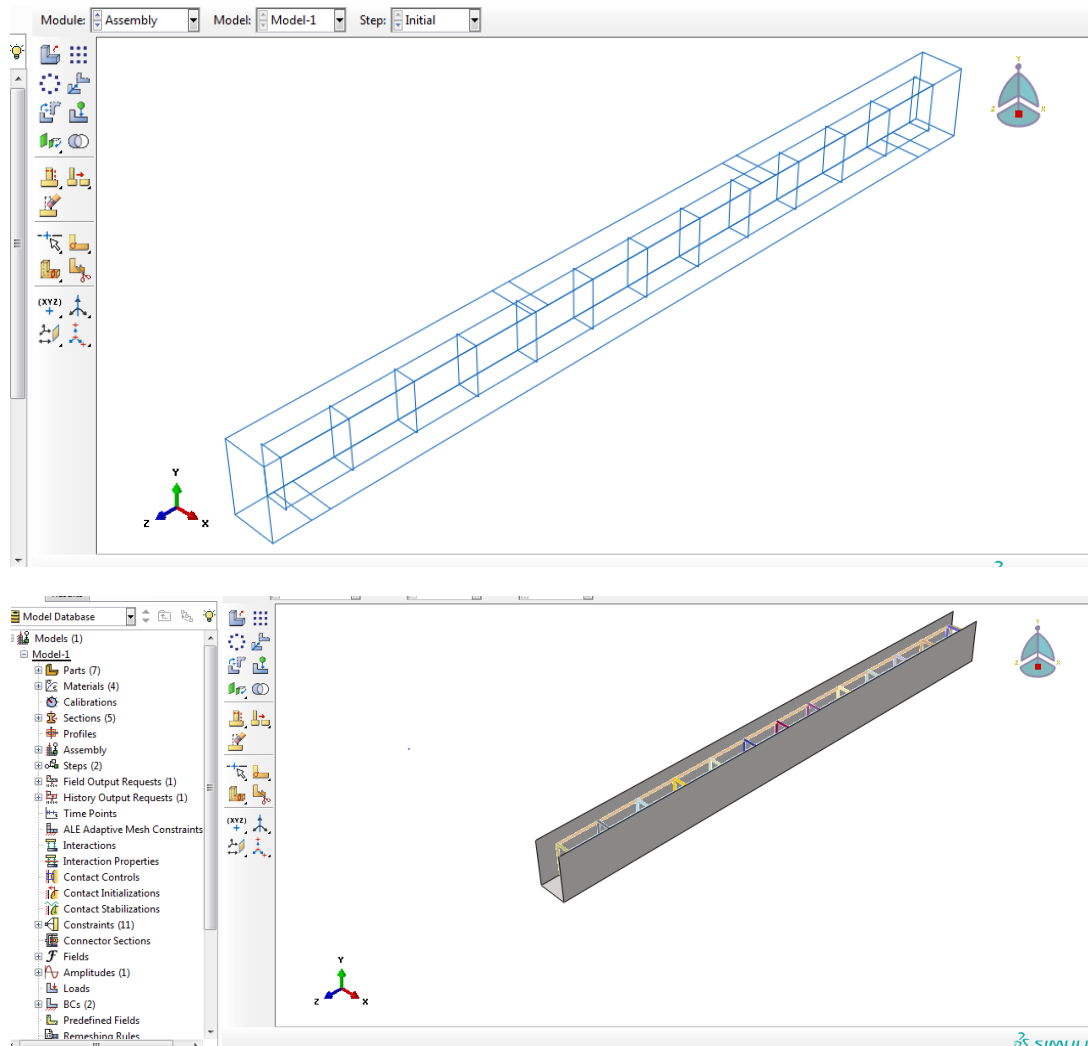 Module: Assembly Model: Model-1 Step: Initial
Y
Z X
(XYZ)
Y
Z X
Model Database
Models (1)
Model-1
Parts (7)
Materials (4)
Calibrations
Sections (5)
Profiles
Assembly
Steps (2)
Field Output Requests (1)
History Output Requests (1)
Time Points
ALE Adaptive Mesh Constraints
Interactions
Interaction Properties
Contact Controls
Contact Initializations
Contact Stabilizations
Constraints (11)
Connector Sections
Fields
Amplitudes (1)
Loads
BCs (2)
Predefined Fields
Remeshing Rules
Y
Z X
(XYZ)
Y
Z X